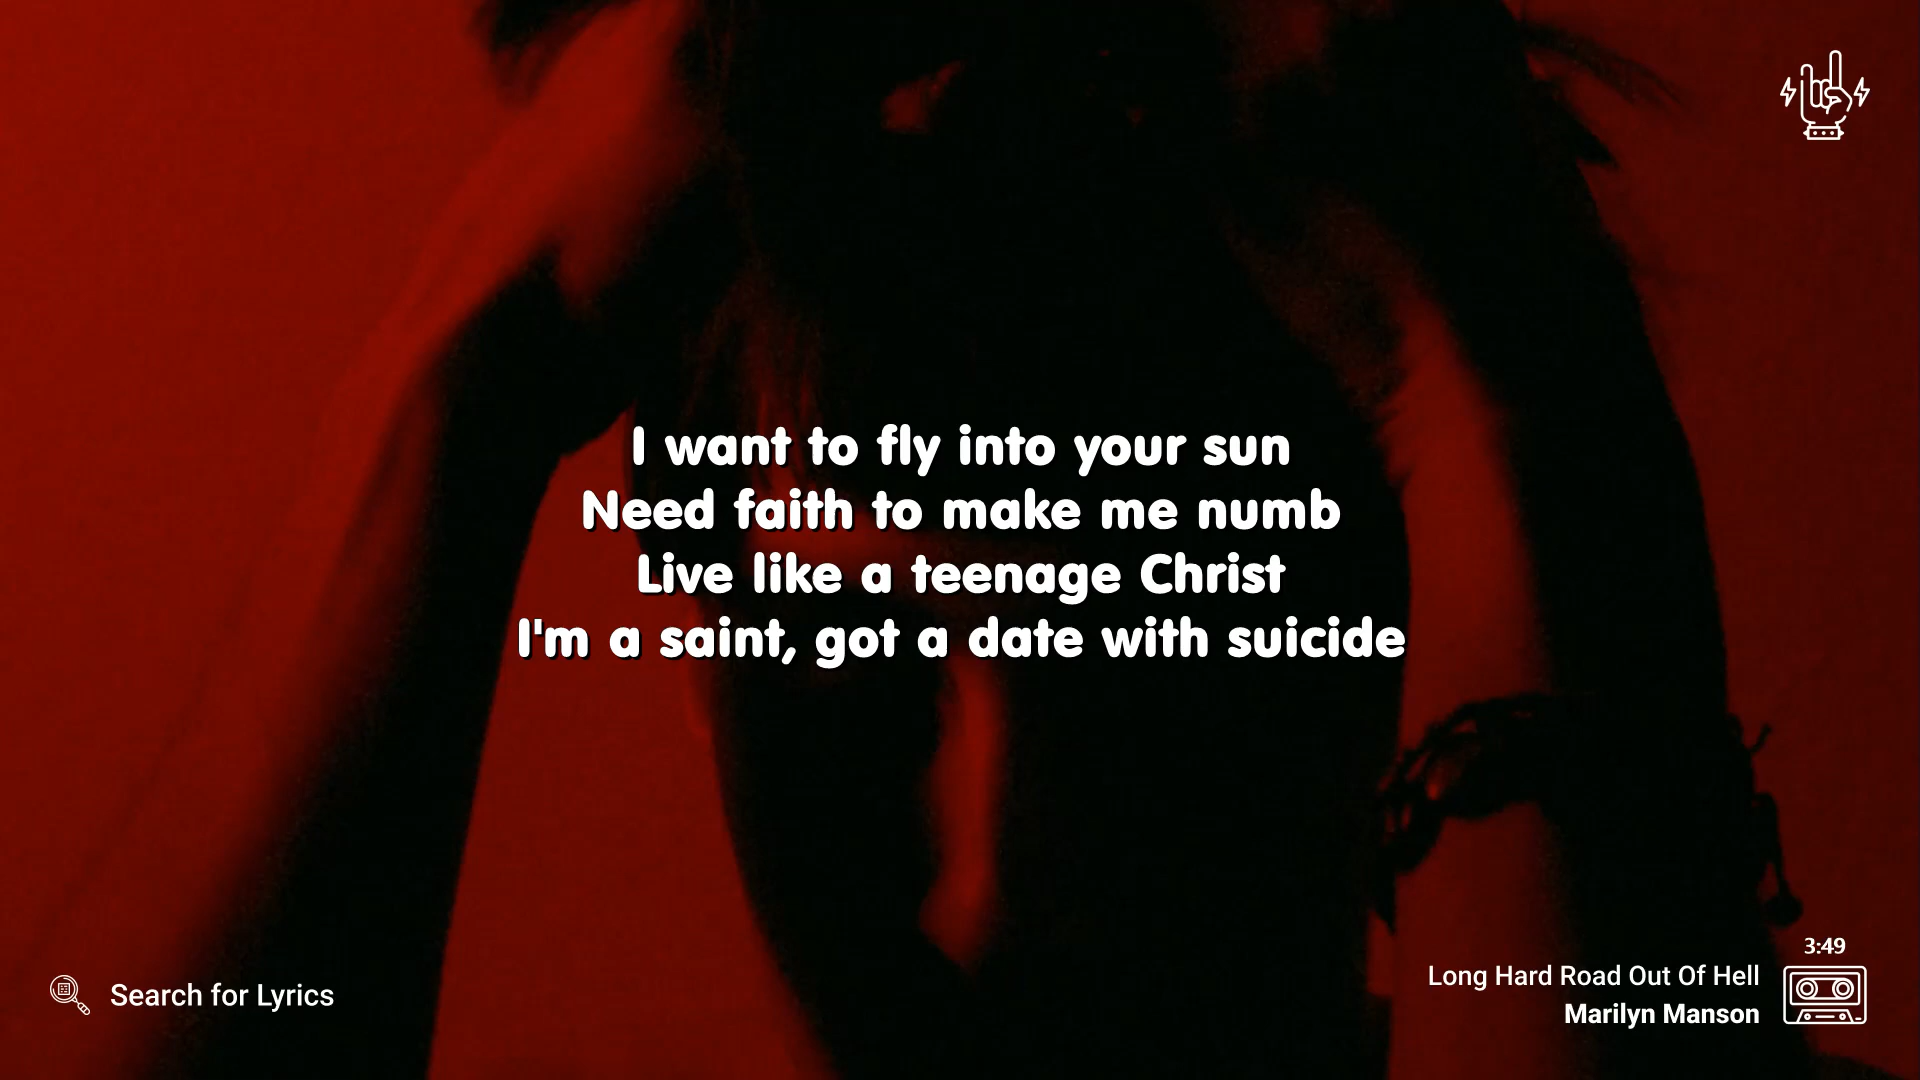 I want to fly into your sun
Need faith to make me numb
Live like a teenage Christ
I'm a saint, got a date with suicide
Search for Lyrics
3:49
Long Hard Road Out Of Hell
Marilyn Manson